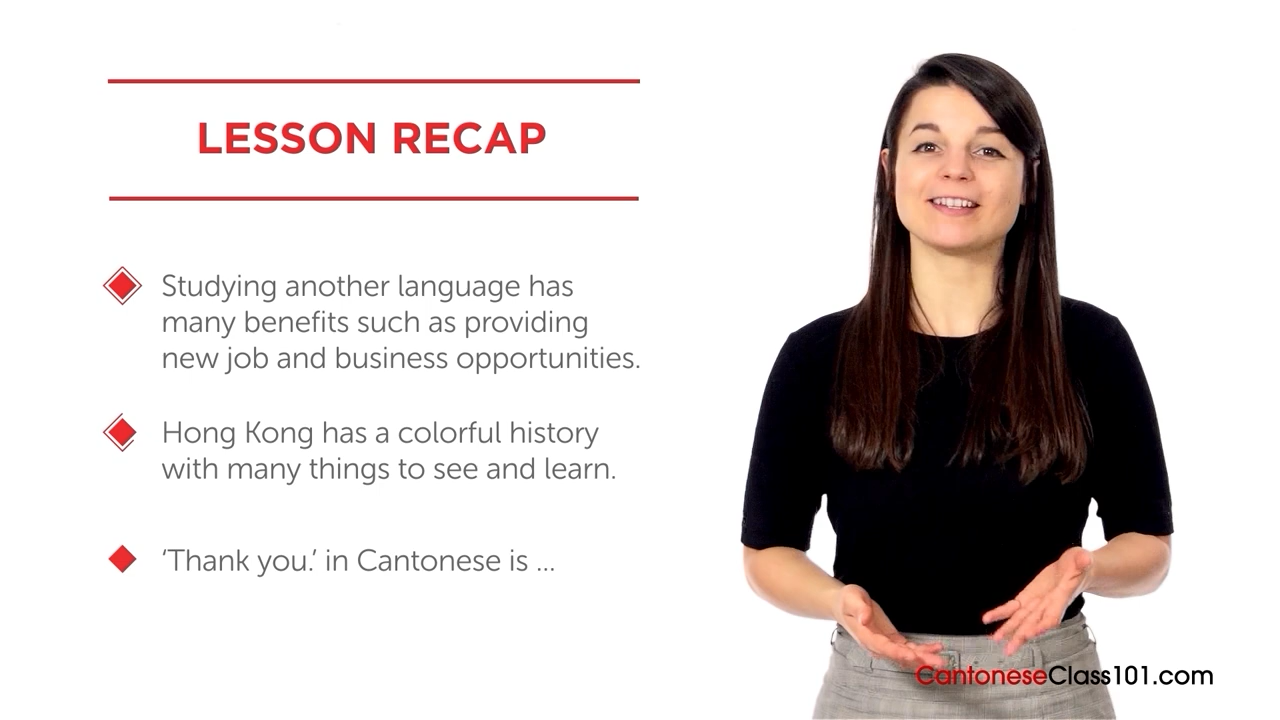 LESSON RECAP
Studying another language has
many benefits such as providing
new job and business opportunities.
Hong Kong has a colorful history
with many things to see and learn.
‘Thank you.’ in Cantonese is ...
CantoneseClass101.com